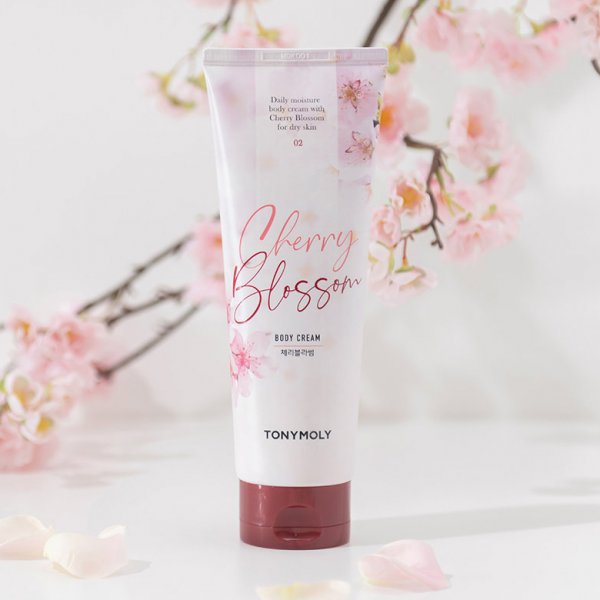 Daily moisture
body cream with
Cherry Blossom
for dry skin
02
Cherry
Blossom
BODY CREAM
체리블라썸
TONYMOLY